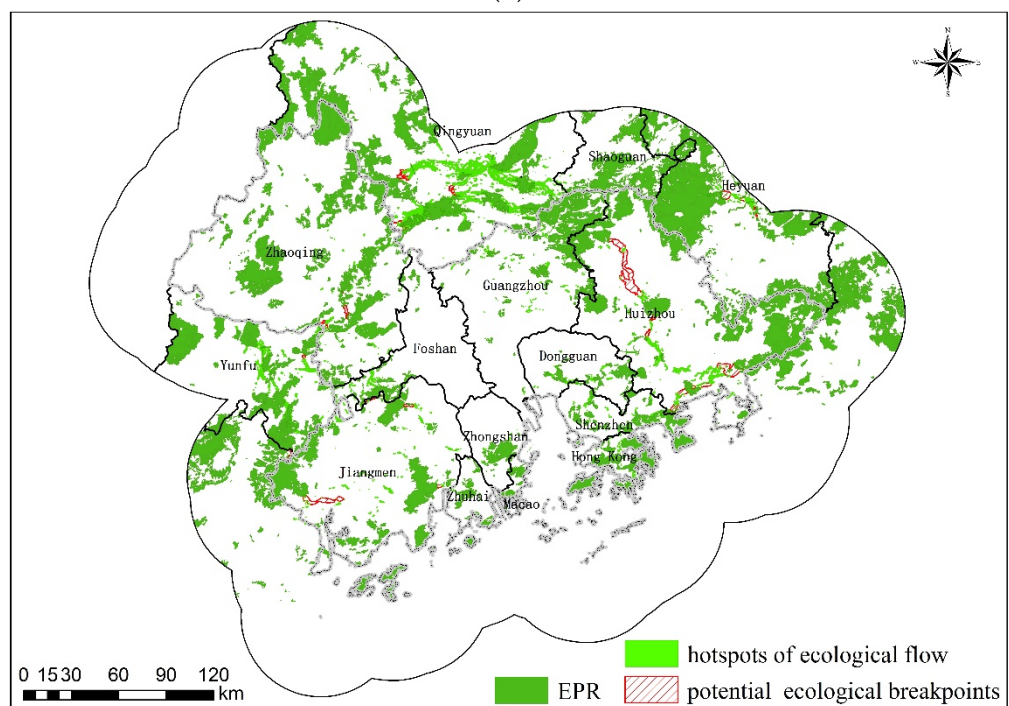 N
W E
S
Qingyuan
Shaoguan
Heyuan
Zhaoqing
Guangzhou
Huizhou
Foshan
Dongguan
Yunfu
Zhongshan
Shenzhen
Hong Kong
Jiangmen
Zhuhai
Macao
hotspots of ecological flow
EPR
potential ecological breakpoints
0 15 30 60 90 120
km